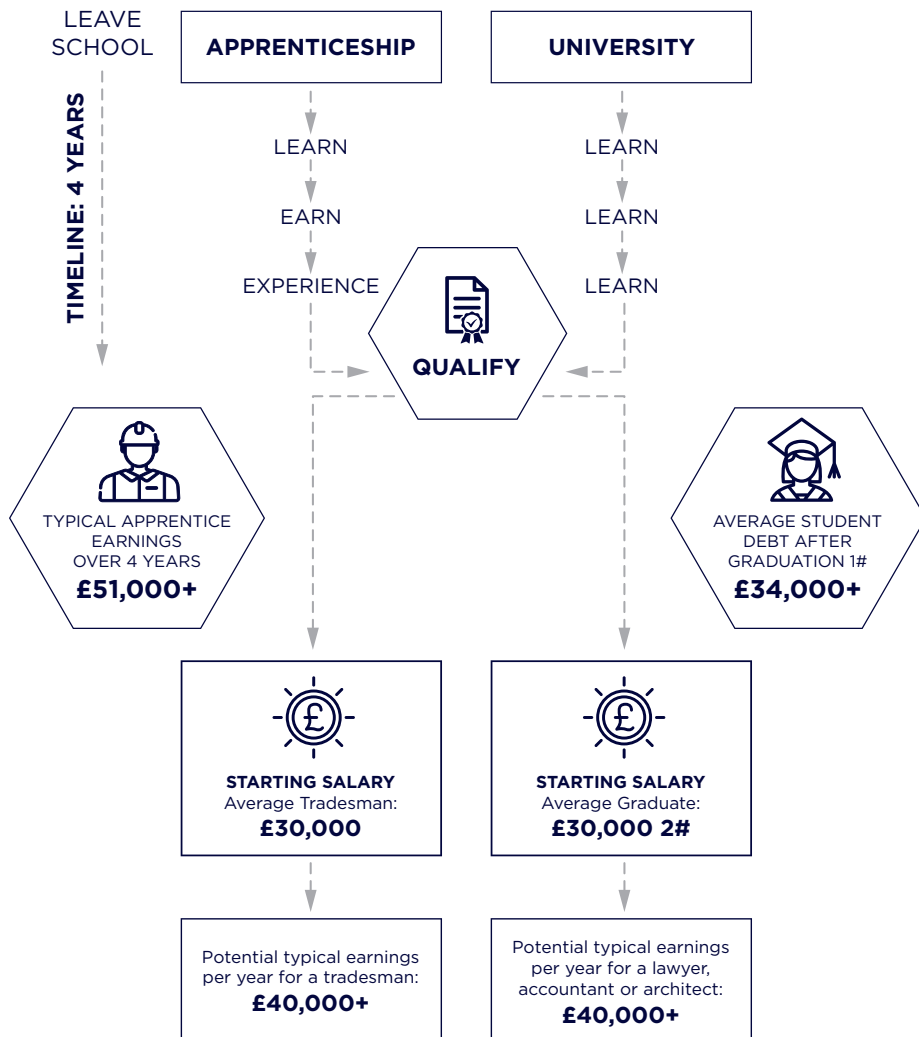 LEAVE
SCHOOL
TIMELINE: 4 YEARS
APPRENTICESHIP
UNIVERSITY
LEARN
LEARN
EARN
LEARN
EXPERIENCE
LEARN
QUALIFY
TYPICAL APPRENTICE
EARNINGS
OVER 4 YEARS
£51,000+
AVERAGE STUDENT
DEBT AFTER
GRADUATION 1#
£34,000+
£
STARTING SALARY
Average Tradesman:
£30,000
£
STARTING SALARY
Average Graduate:
£30,000 2#
Potential typical earnings
per year for a tradesman:
£40,000+
Potential typical earnings
per year for a lawyer,
accountant or architect:
£40,000+